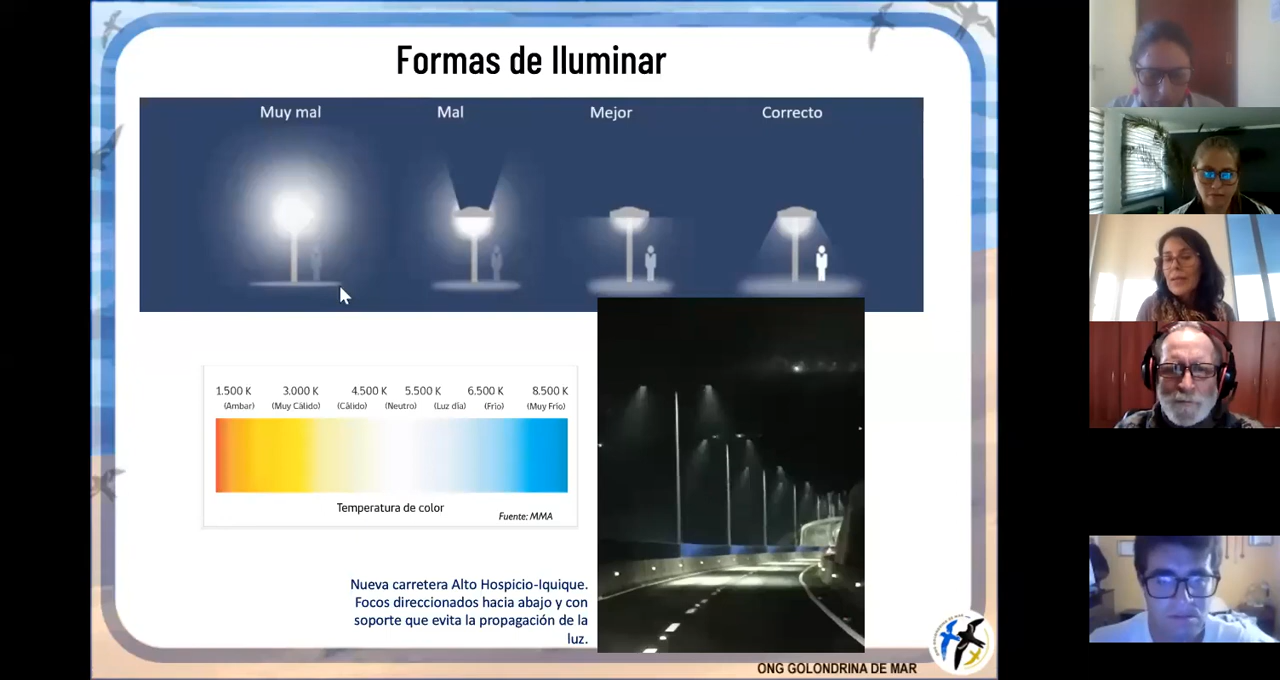 Formas de Iluminar
Muy mal Mal Mejor Correcto
1.500 K 3.000 K 4.500 K 5.500 K 6.500 K 8.500 K
(Ámbar) (Muy Cálido) (Cálido) (Neutro) (Luz día) (Frío) (Muy Frío)
Temperatura de color
Fuente: MMA
Nueva carretera Alto Hospicio-Iquique.
Focos direccionados hacia abajo y con
soporte que evita la propagación de la
luz.
ONG GOLONDRINA DE MAR